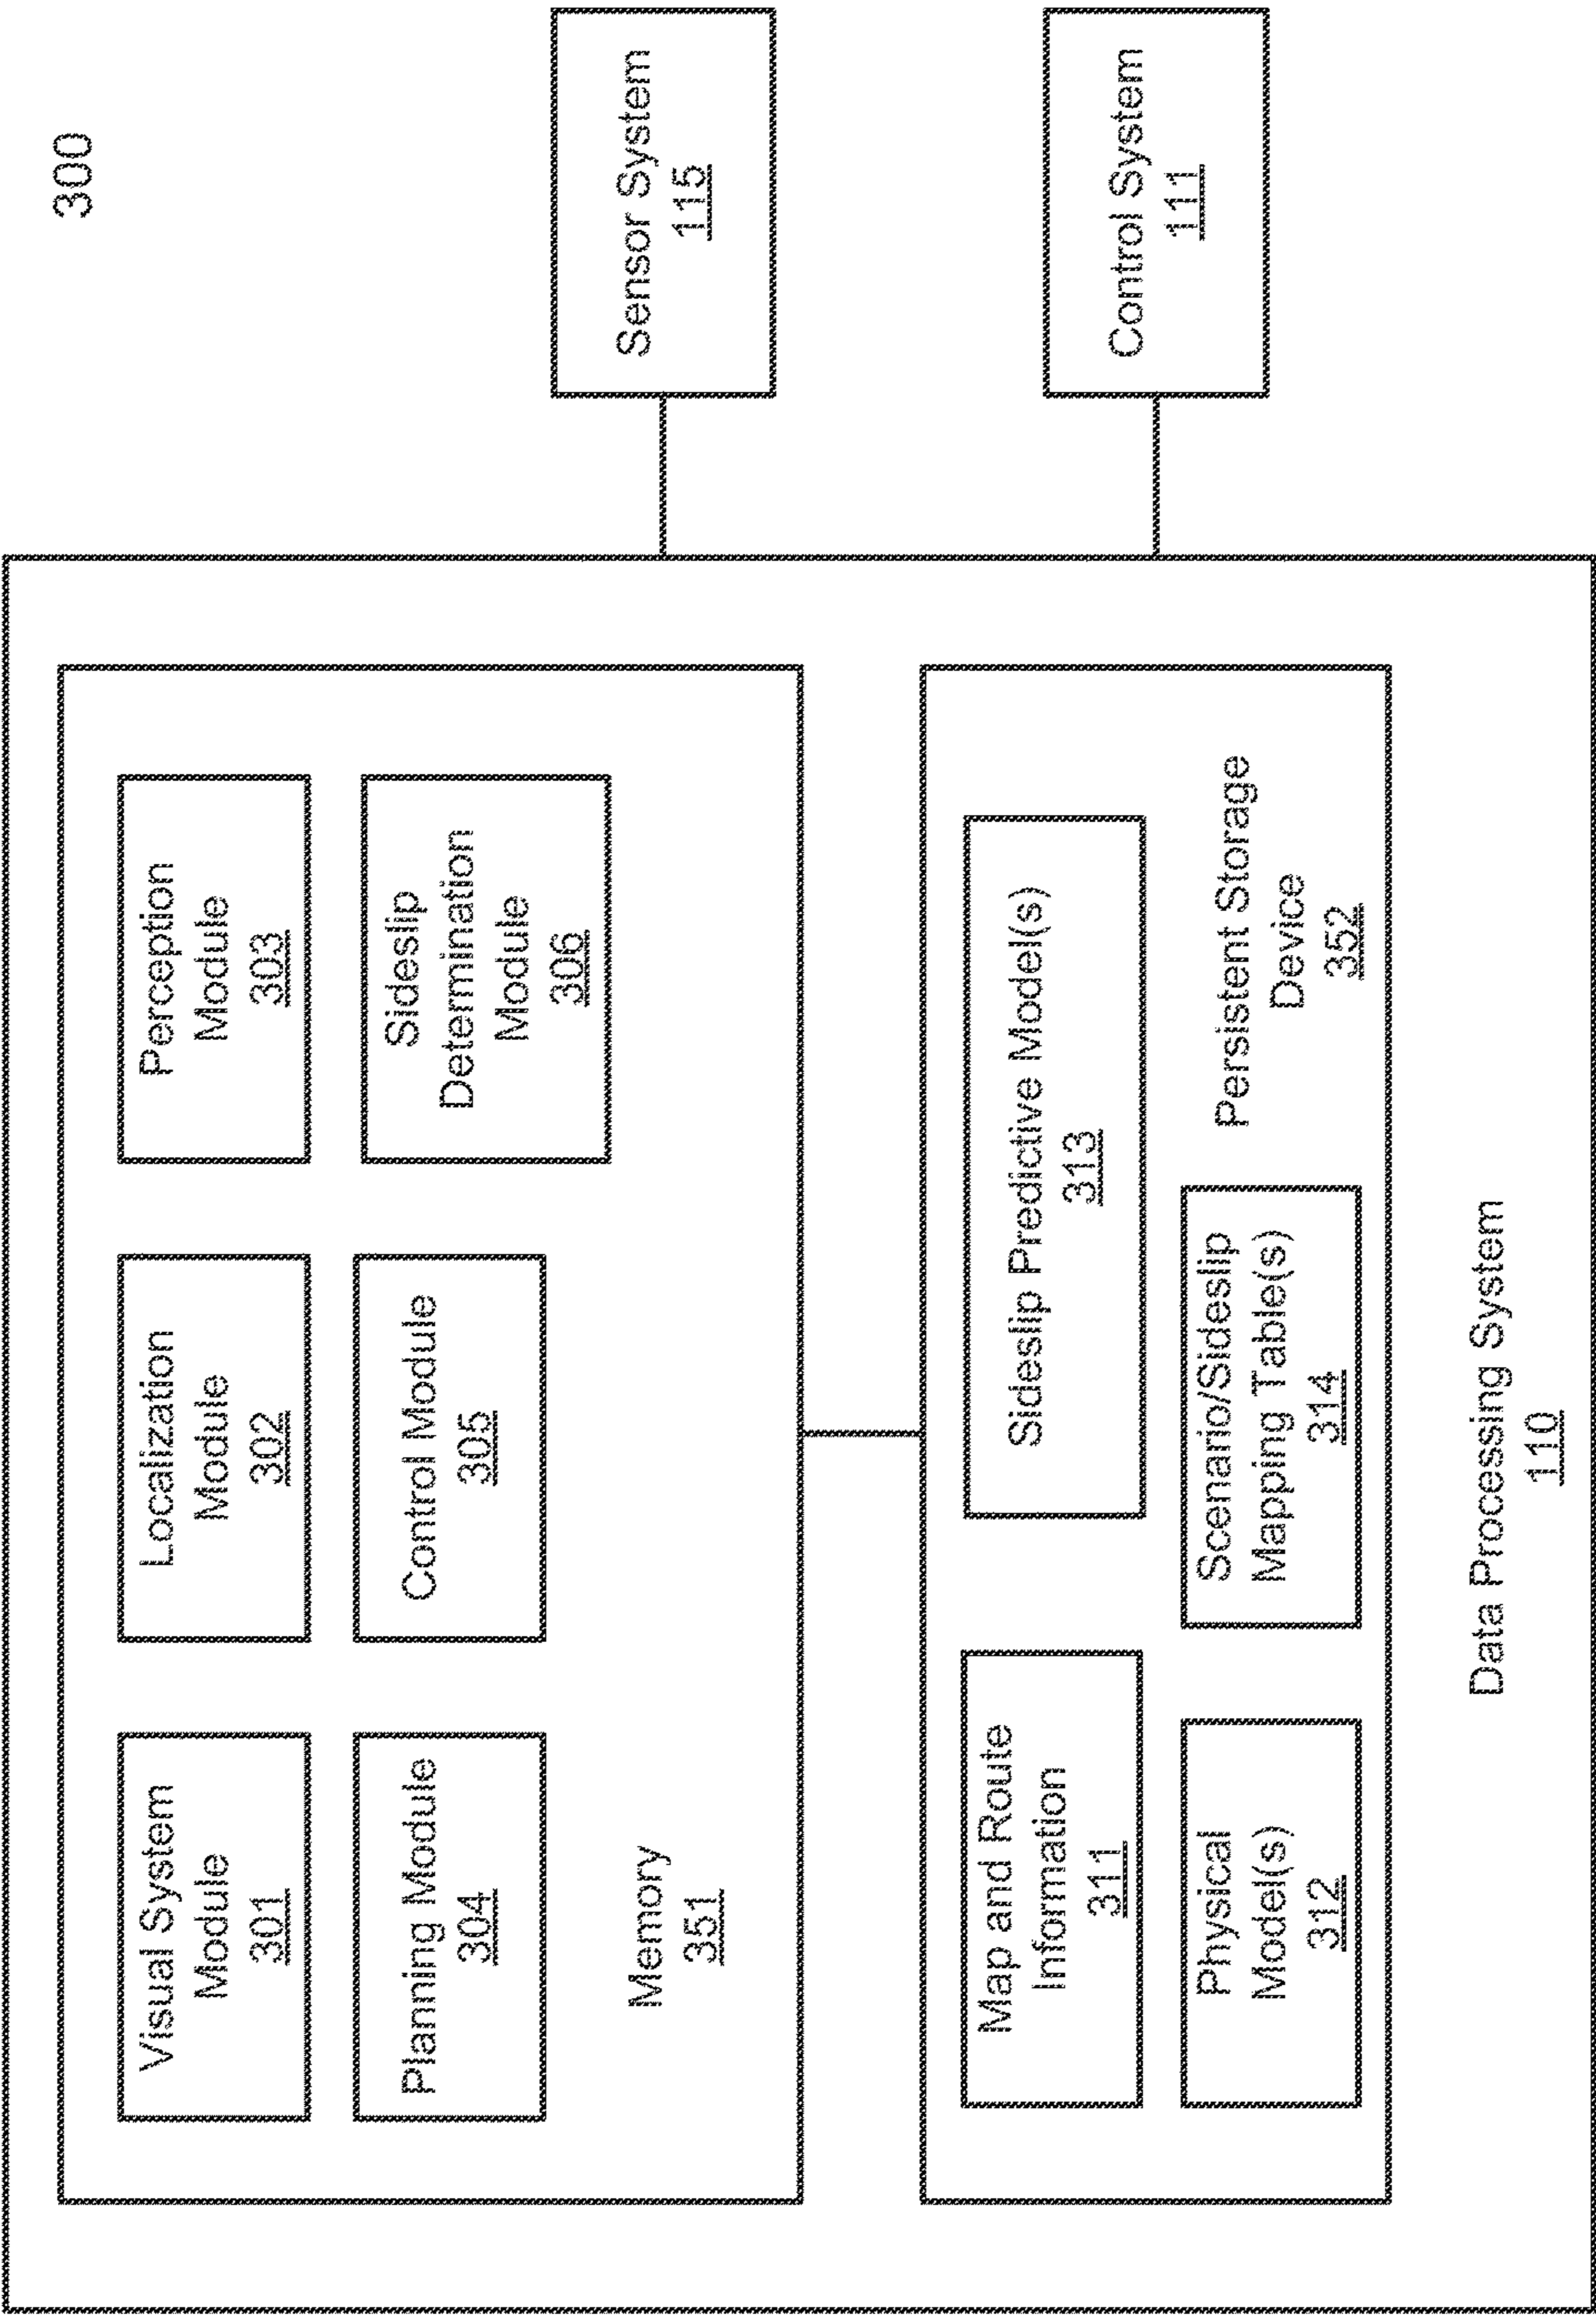 300
Visual System
Module
301
Localization
Module
302
Perception
Module
303
Planning Module
304
Control Module
305
Sideslip
Determination
Module
306
Memory
351
Sensor System
115
Map and Route
Information
311
Sideslip Predictive Model(s)
313
Physical
Model(s)
312
Scenario/Sideslip
Mapping Table(s)
314
Persistent Storage
Device
352
Control System
111
Data Processing System
110